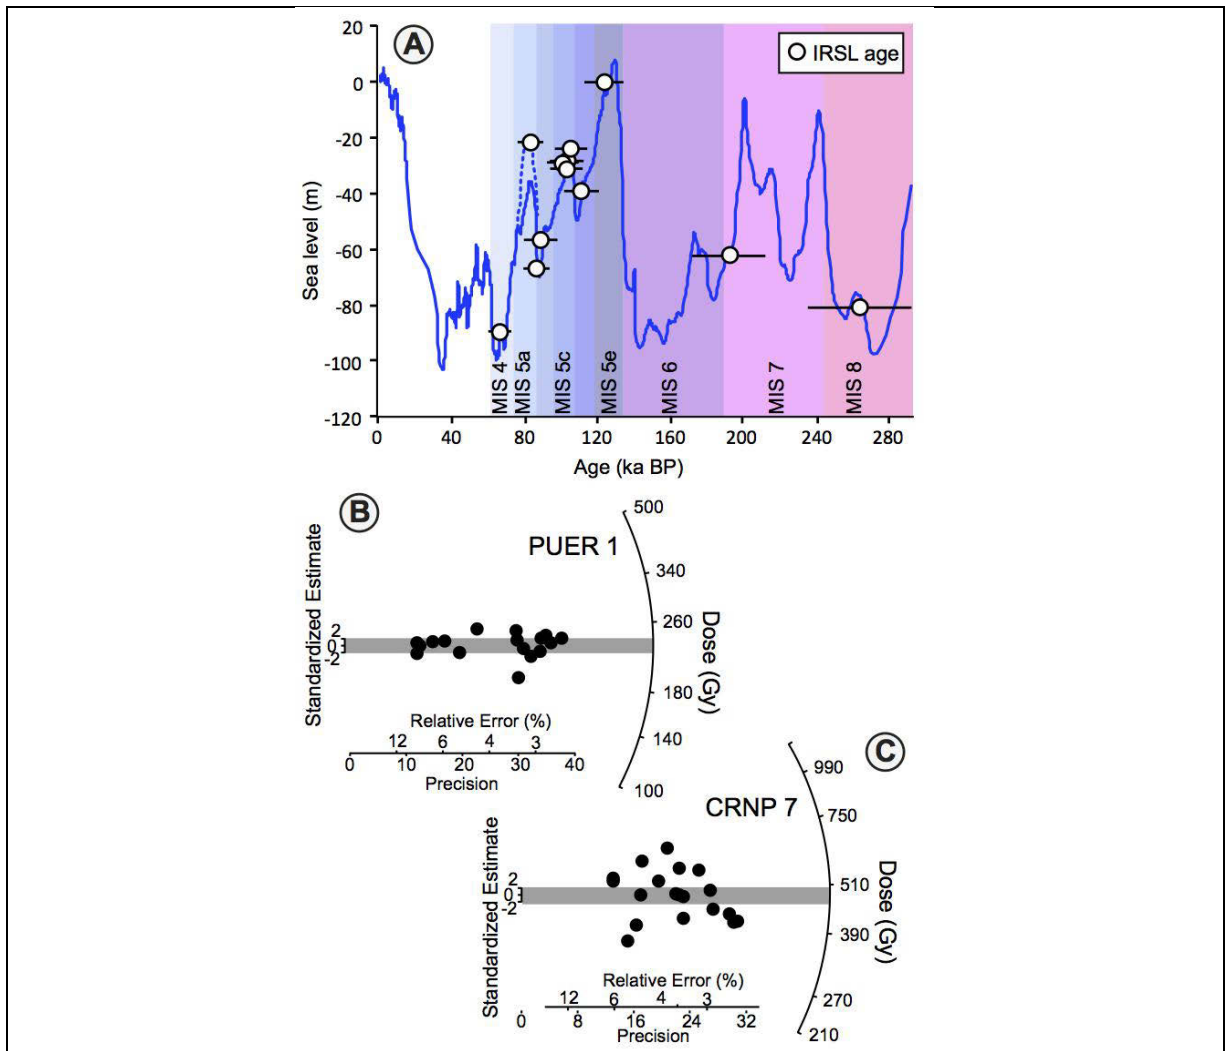 A
IRSL age
20
0
-20
-40
-60
-80
-100
-120
Sea level (m)
MIS 4
MIS 5a
MIS 5c
MIS 5e
MIS 6
MIS 7
MIS 8
0 40 80 120 160 200 240 280
Age (ka BP)
B
PUER 1
Standardized Estimate
2
0
-2
500
340
260
180
140
100
Dose (Gy)
Relative Error (%)
12 6 4 3
0 10 20 30 40
Precision
C
CRNP 7
Standardized Estimate
2
0
-2
990
750
510
390
270
210
Dose (Gy)
Relative Error (%)
12 6 4 3
0 8 16 24 32
Precision